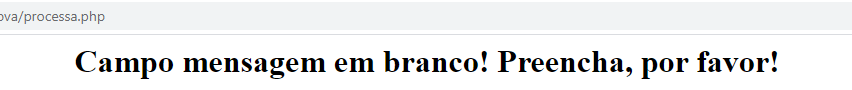 ova/processa.php
Campo mensagem em branco! Preencha, por favor!